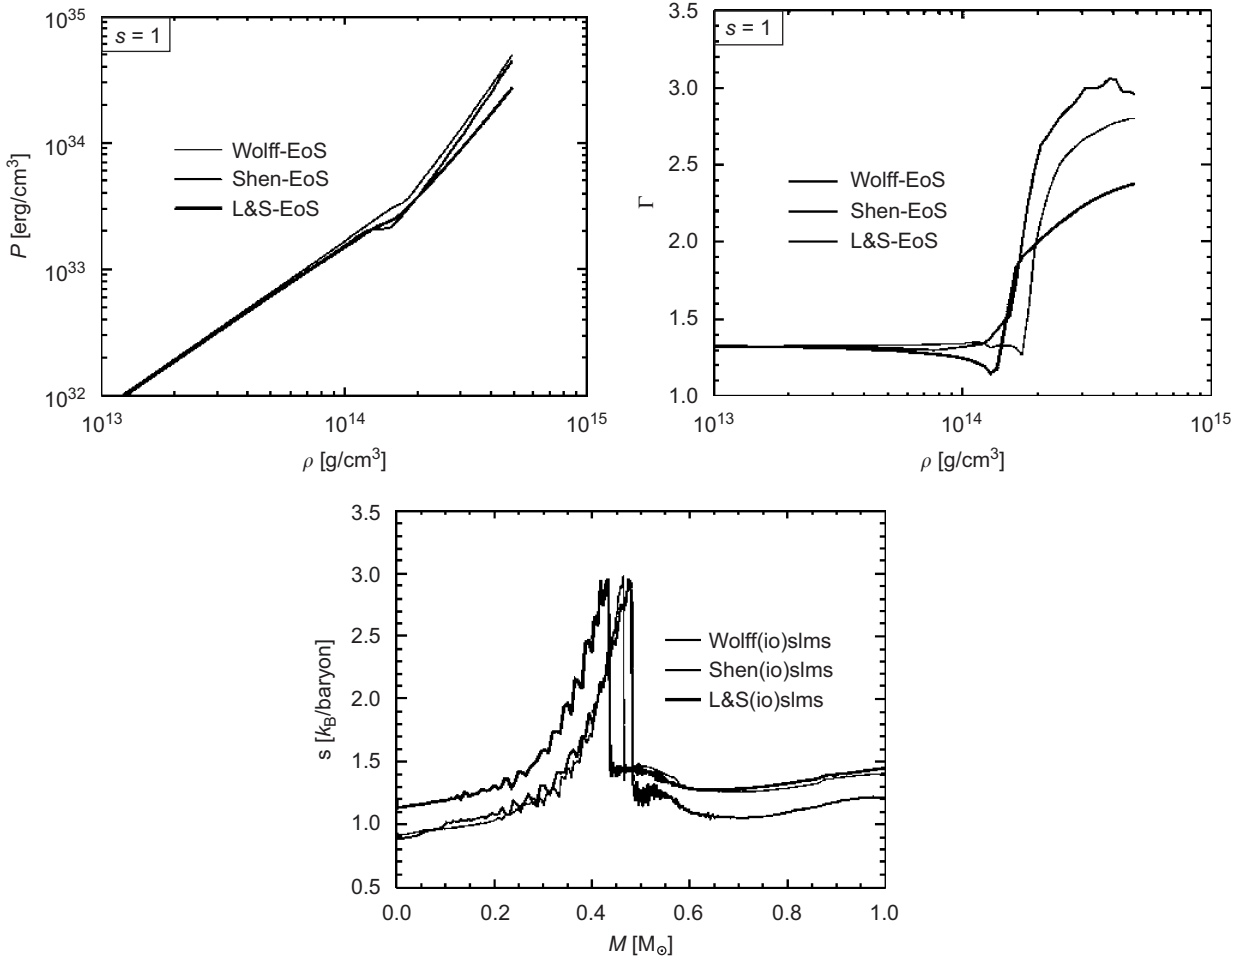 10^35
10^34
10^33
10^32
P [erg/cm^3]
s = 1
Wolff-EoS
Shen-EoS
L&S-EoS
10^13
10^14
10^15
ρ [g/cm^3]
3.5
3.0
2.5
2.0
1.5
1.0
Γ
s = 1
Wolff-EoS
Shen-EoS
L&S-EoS
10^13
10^14
10^15
ρ [g/cm^3]
3.5
3.0
2.5
2.0
1.5
1.0
0.5
s [k_B/baryon]
Wolff(io)slms
Shen(io)slms
L&S(io)slms
0.0
0.2
0.4
0.6
0.8
1.0
M [M_⊙]